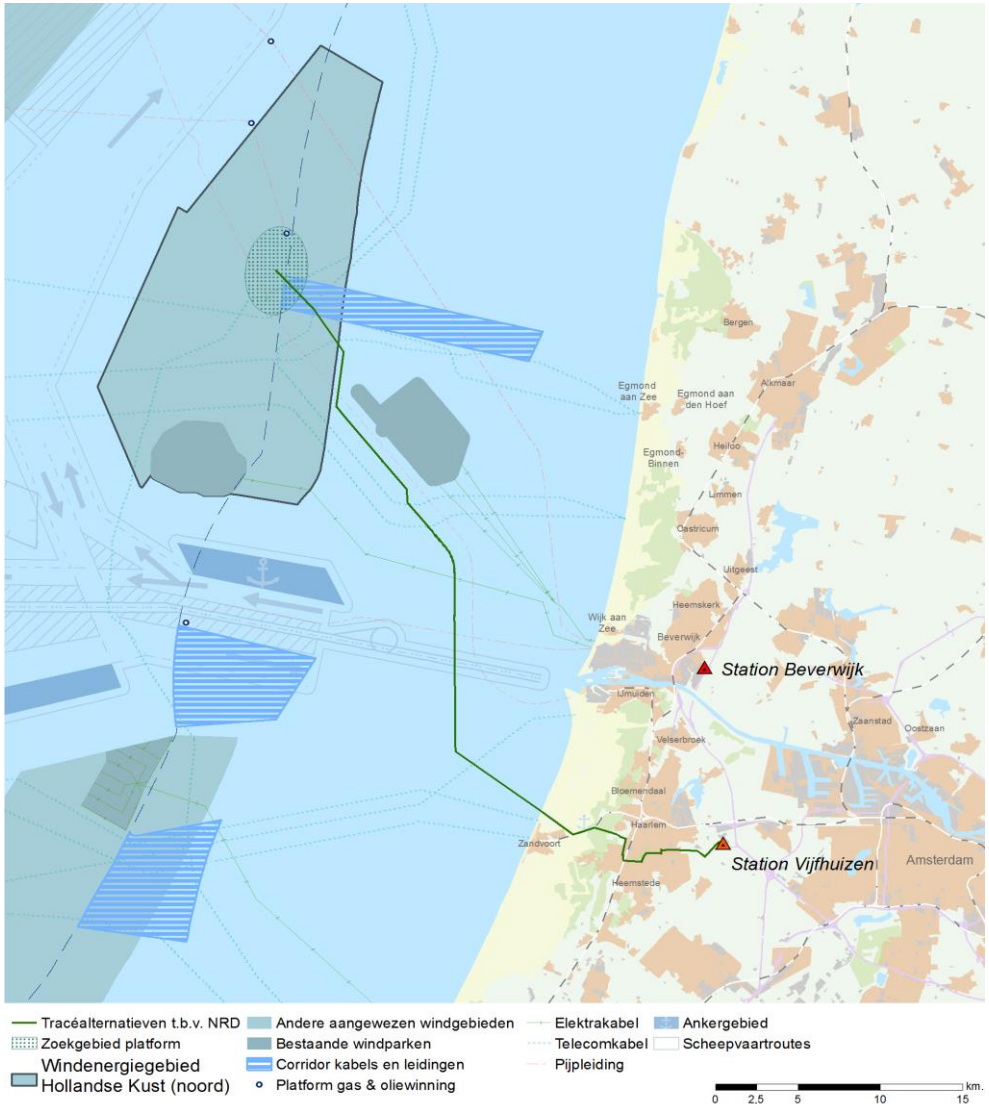 Bergen
Egmond
aan Zee
Egmond aan
den Hoef
Alkmaar
Heiloo
Egmond-
Binnen
Limmen
Castricum
Uitgeest
Heemskerk
Wijk aan
Zee
Beverwijk
Station Beverwijk
IJmuiden
Zaanstad
Oostzaan
Velserbroek
Bloemendaal
Haarlem
Zandvoort
Station Vijfhuizen
Amsterdam
Heemstede
Tracéalternatieven t.b.v. NRD
Zoekgebied platform
Windenergiegebied
Hollandse Kust (noord)
Andere aangewezen windgebieden
Bestaande windparken
Corridor kabels en leidingen
Platform gas & oliewinning
Elektrakabel
Telecomkabel
Pijpleiding
Ankergebied
Scheepvaartroutes
km.
0 2,5 5 10 15